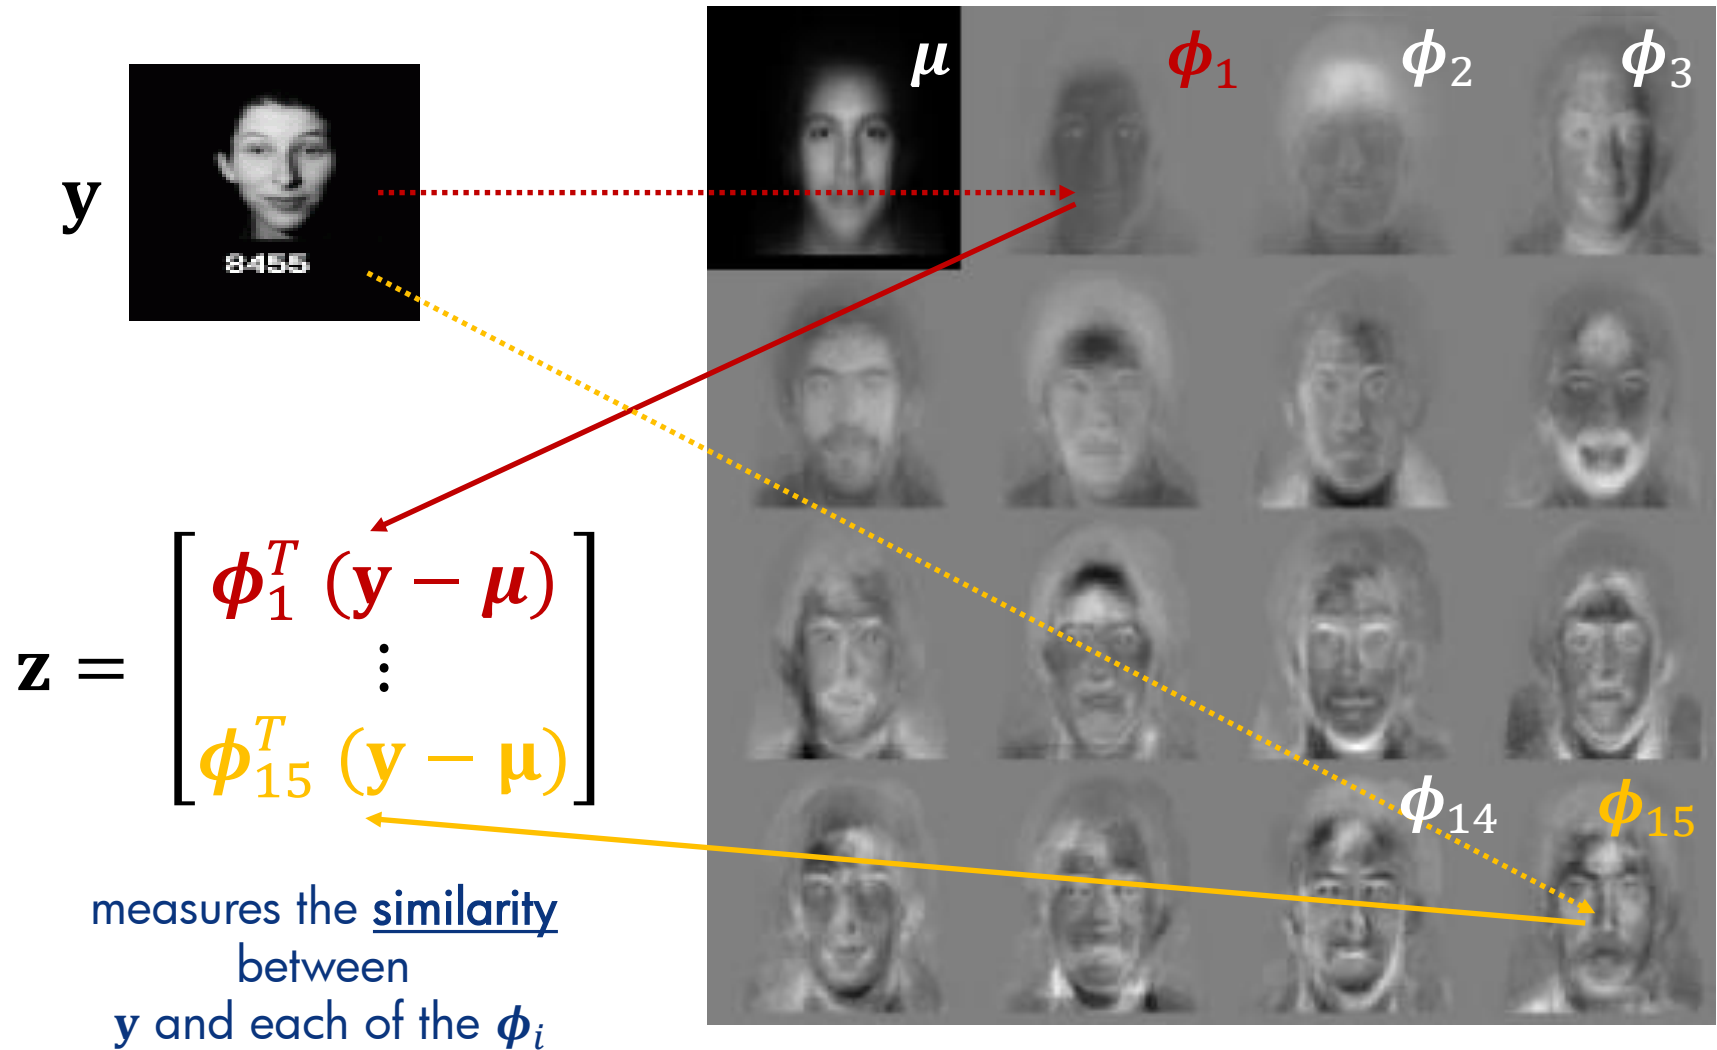 μ
ϕ₁
ϕ₂
ϕ₃
y
8455
z = [ ϕ₁ᵀ (y − μ)
⋮
ϕ₁₅ᵀ (y − μ) ]
ϕ₁₄
ϕ₁₅
measures the similarity
between
y and each of the ϕᵢ